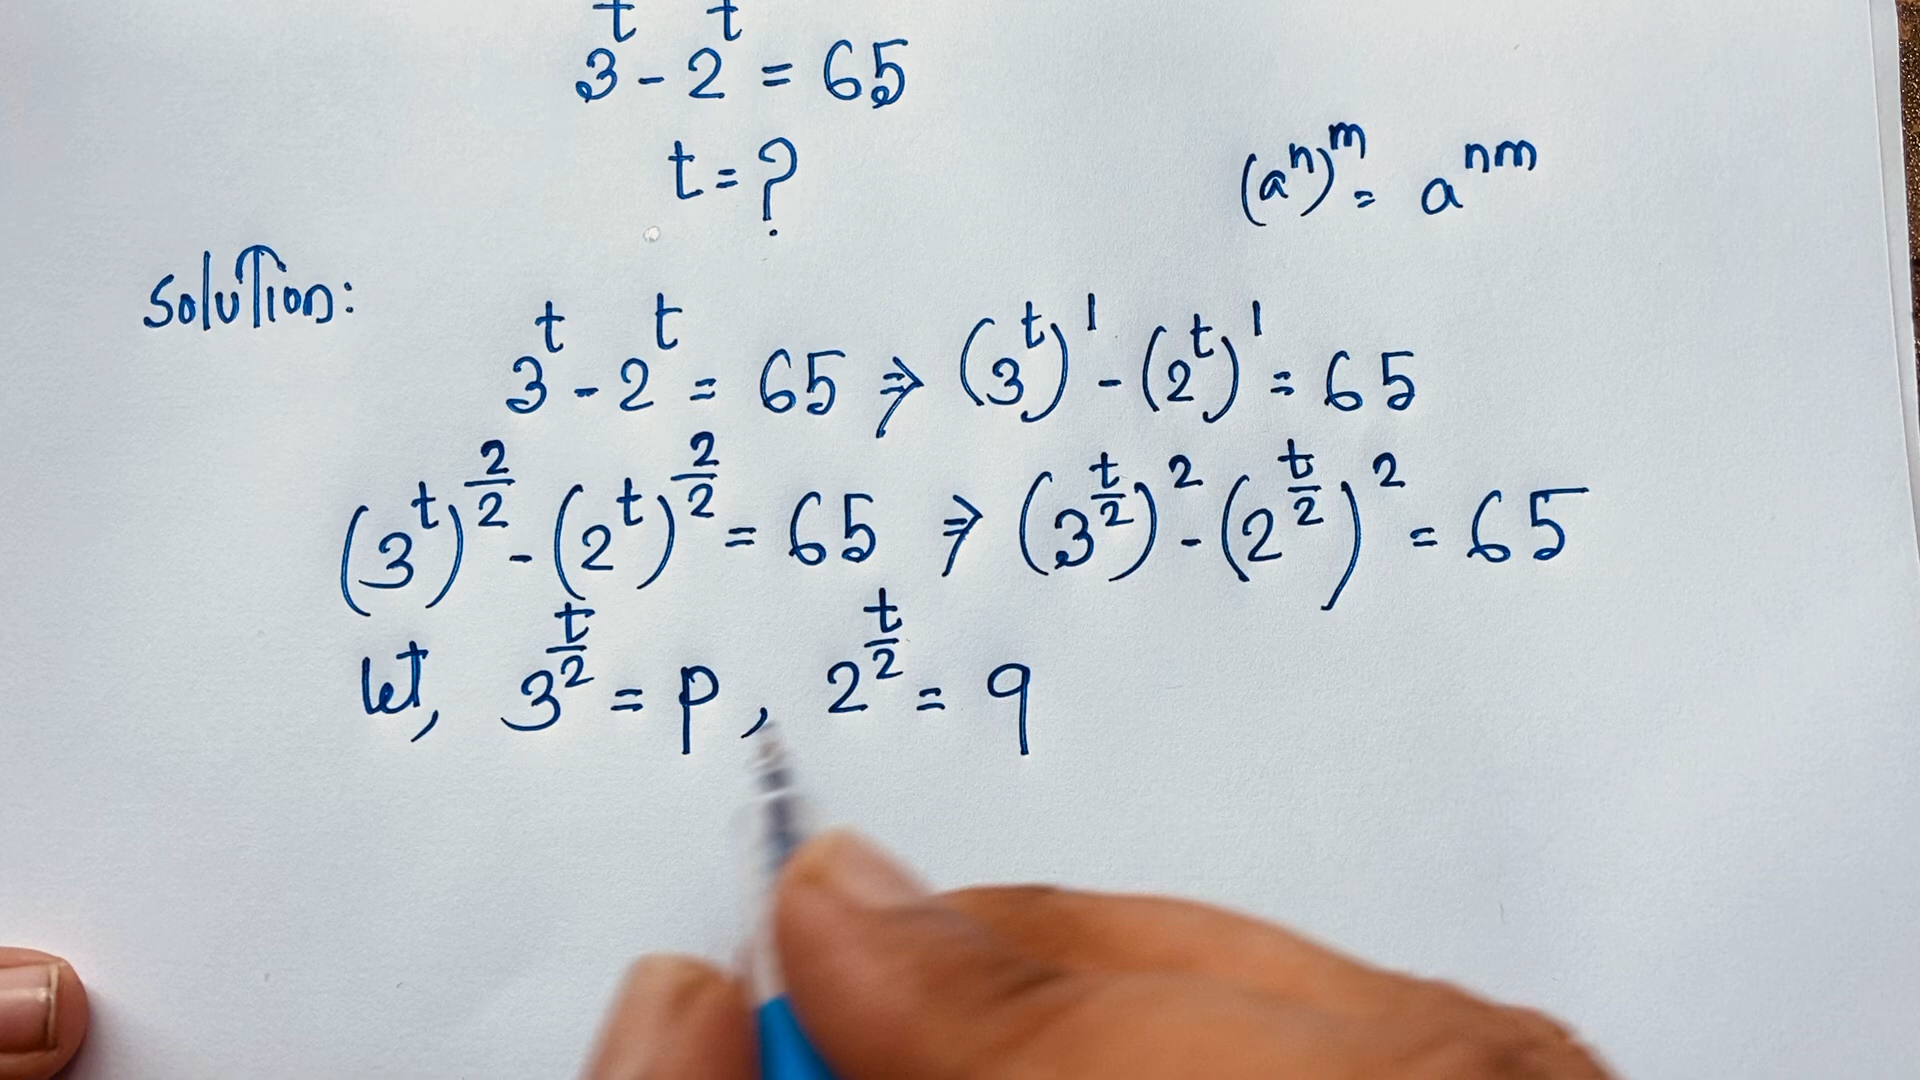 3^t - 2^t = 65
t = ?
(a^n)^m = a^nm
Solution:
3^t - 2^t = 65 ⇒ (3^t)^1 - (2^t)^1 = 65
(3^t)^(2/2) - (2^t)^(2/2) = 65 ⇒ (3^(t/2))^2 - (2^(t/2))^2 = 65
let, 3^(t/2) = p, 2^(t/2) = q